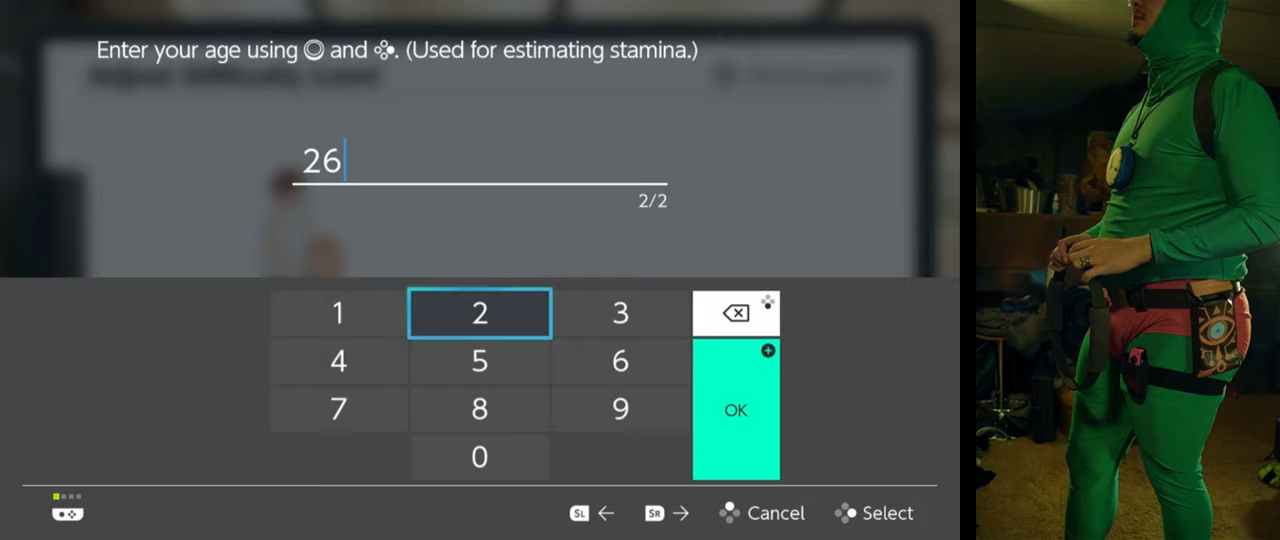 Enter your age using and . (Used for estimating stamina.)
26
2/2
1 2 3
4 5 6
OK
7 8 9
0
SL ← SR → Cancel Select